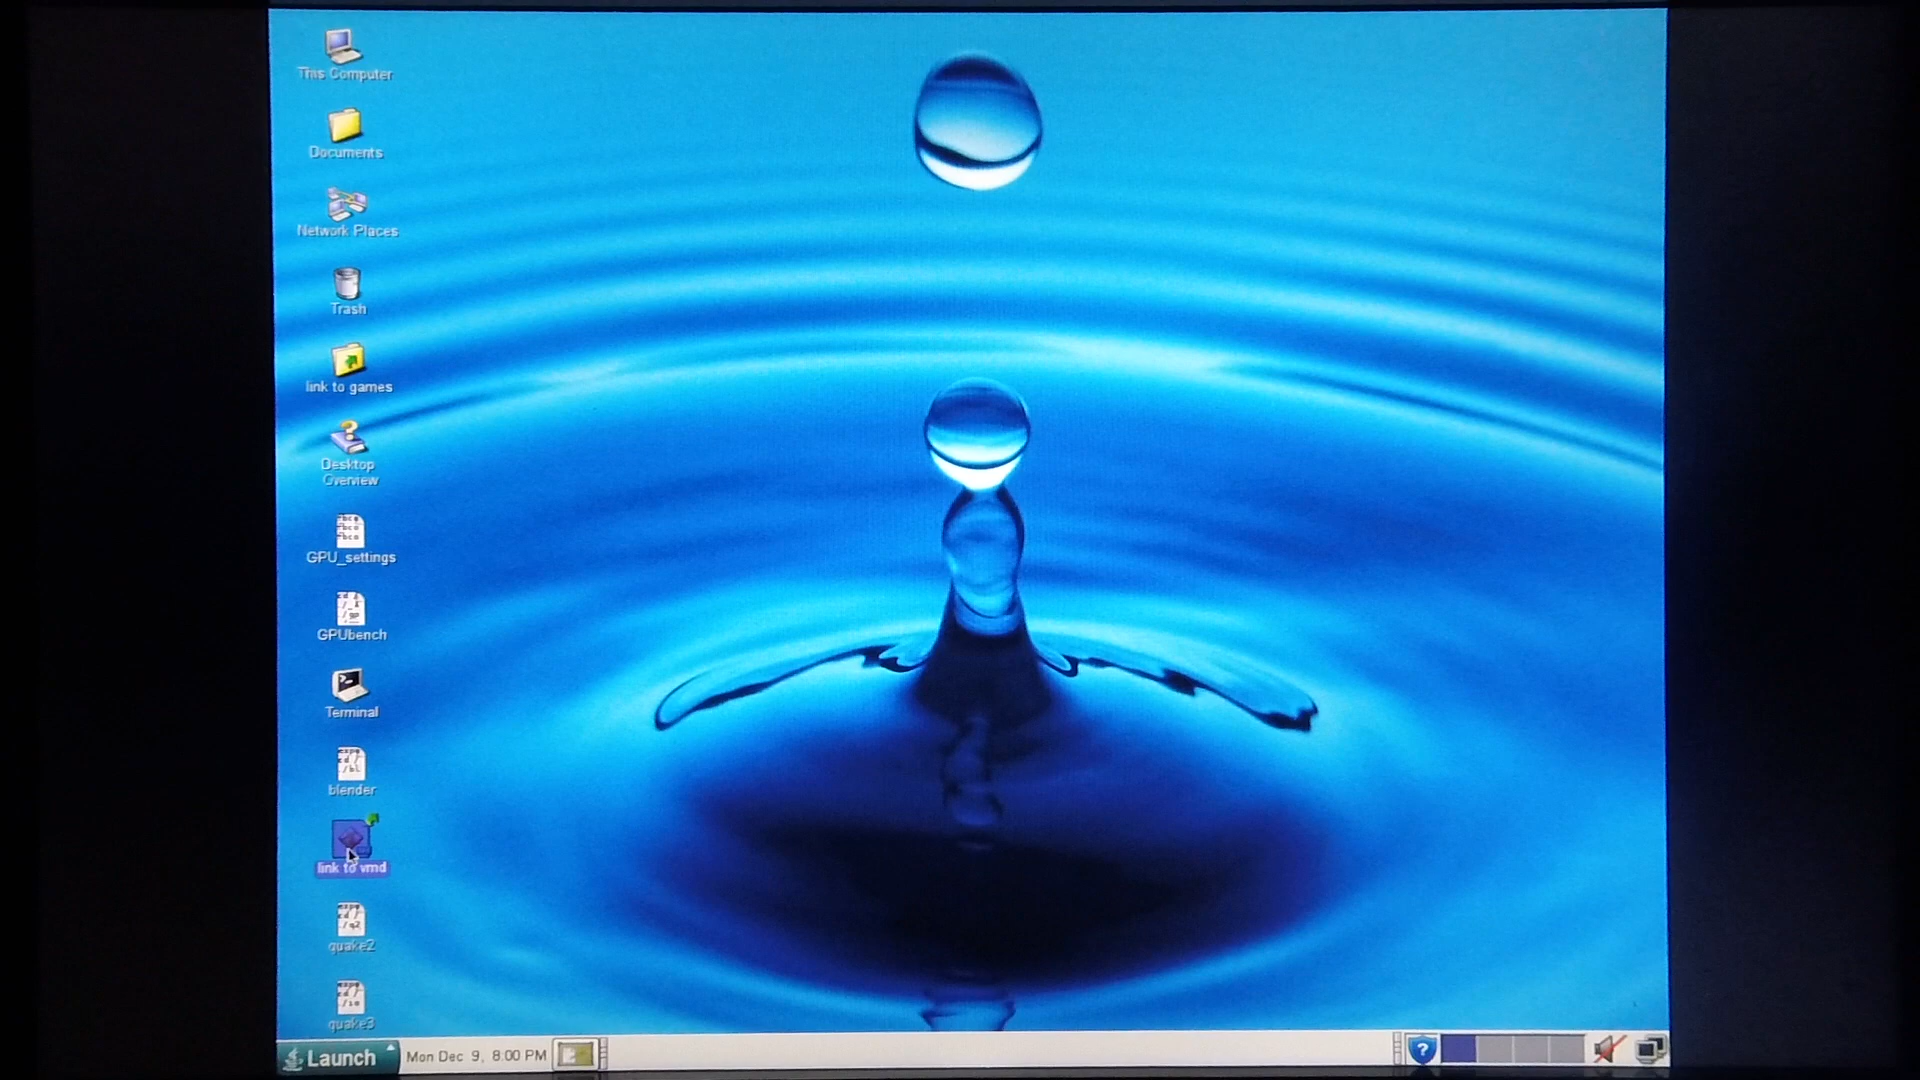 This Computer
Documents
Network Places
Trash
link to games
Desktop
Overview
GPU_settings
GPUbench
Terminal
blender
link to vmd
quake2
quake3
Launch
Mon Dec 9, 8:00 PM